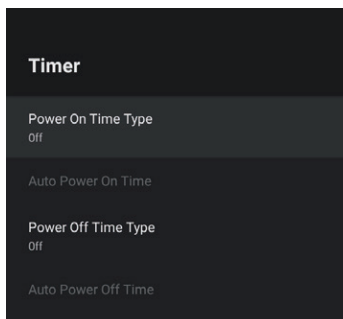 Timer
Power On Time Type
Off
Auto Power On Time
Power Off Time Type
Off
Auto Power Off Time